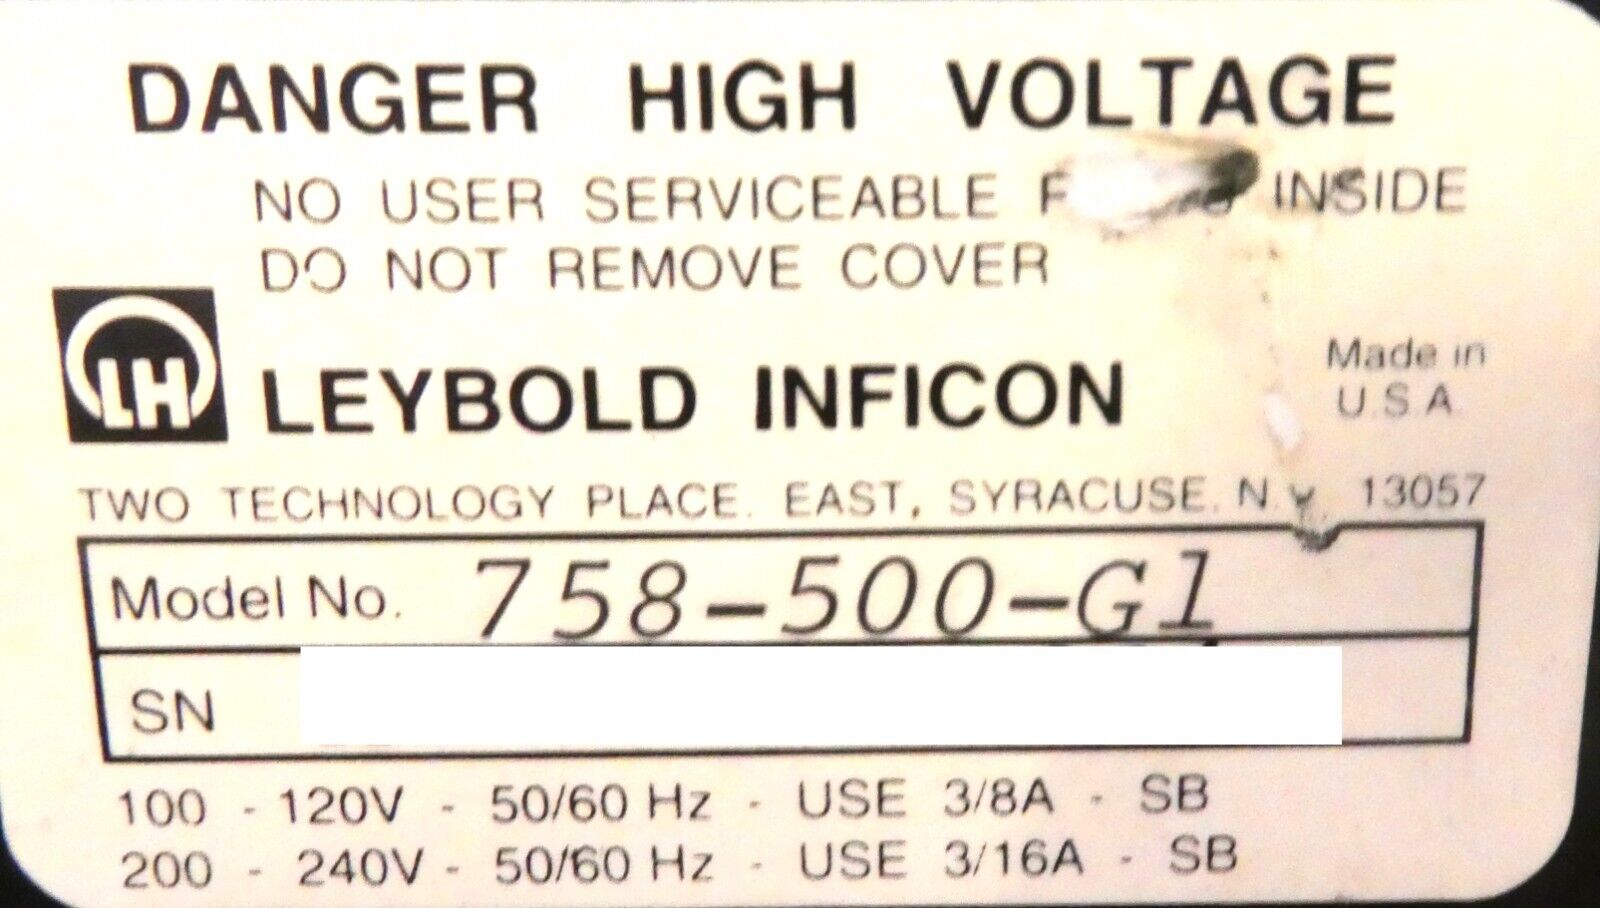 DANGER HIGH VOLTAGE
NO USER SERVICEABLE INSIDE
DO NOT REMOVE COVER
LH LEYBOLD INFICON
Made in
U.S.A.
TWO TECHNOLOGY PLACE. EAST, SYRACUSE. N.Y. 13057
Model No. 758-500-G1
SN
100 - 120V - 50/60 Hz - USE 3/8A - SB
200 - 240V - 50/60 Hz - USE 3/16A - SB